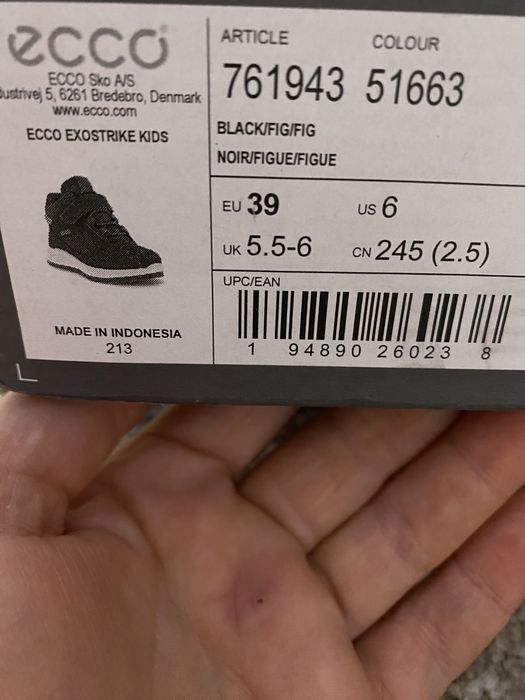 ecco
ECCO Sko A/S
dustrivej 5, 6261 Bredebro, Denmark
www.ecco.com
ECCO EXOSTRIKE KIDS
MADE IN INDONESIA
213
ARTICLE COLOUR
761943 51663
BLACK/FIG/FIG
NOIR/FIGUE/FIGUE
EU 39 US 6
UK 5.5-6 CN 245 (2.5)
UPC/EAN
1 94890 26023 8